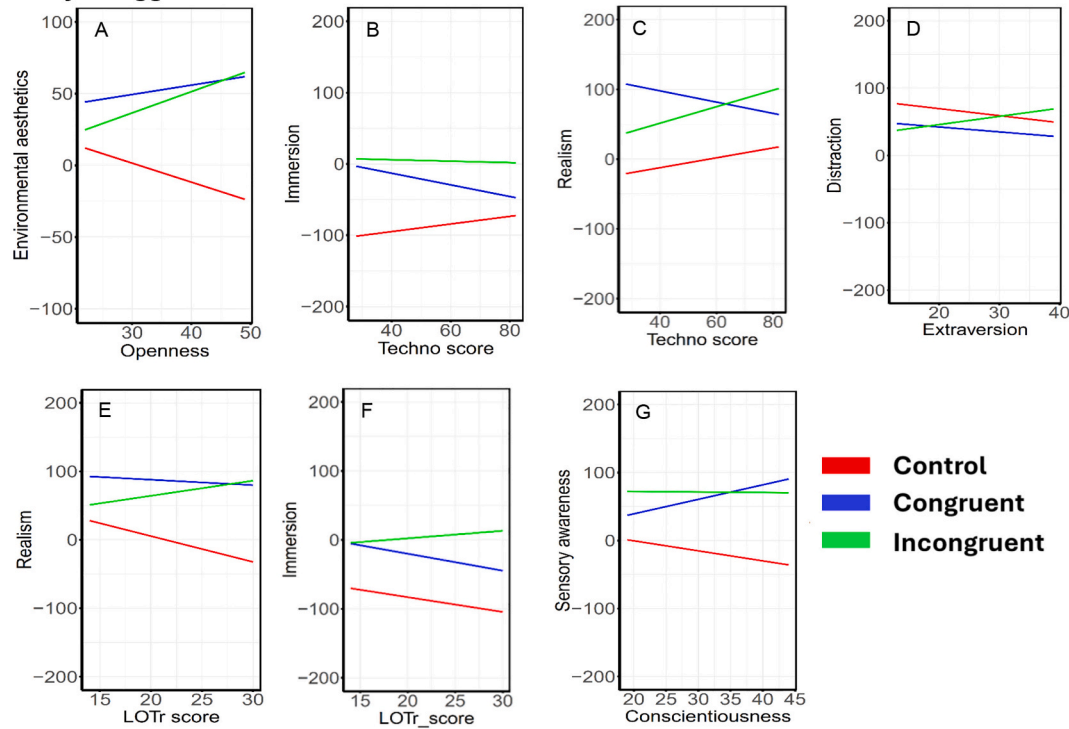 A
Environmental aesthetics
100
50
0
−50
−100
30
40
50
Openness
B
Immersion
200
100
0
−100
−200
40
60
80
Techno score
C
Realism
200
100
0
−100
−200
40
60
80
Techno score
D
Distraction
200
100
0
−100
−200
20
30
40
Extraversion
E
Realism
200
100
0
−100
−200
15
20
25
30
LOTr score
F
Immersion
200
100
0
−100
−200
15
20
25
30
LOTr_score
G
Sensory awareness
200
100
0
−100
−200
20
25
30
35
40
45
Conscientiousness
Control
Congruent
Incongruent